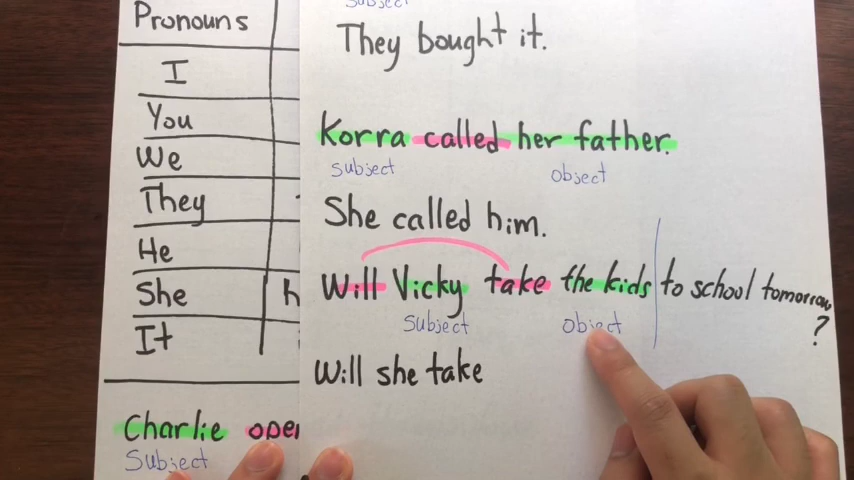 Pronouns
I
You
We
They
He
She
It
Charlie
Subject
subject
They bought it.
Korra called her father.
subject object
She called him.
Will Vicky take the kids to school tomorrow
?
Subject object
Will she take